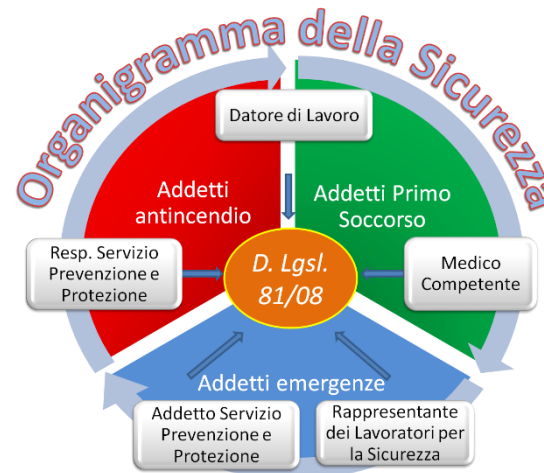 Organigramma della Sicurezza
Datore di Lavoro
Addetti
antincendio
Addetti Primo
Soccorso
Resp. Servizio
Prevenzione e
Protezione
D. Lgsl.
81/08
Medico
Competente
Addetti emergenze
Addetto Servizio
Prevenzione e
Protezione
Rappresentante
dei Lavoratori per
la Sicurezza